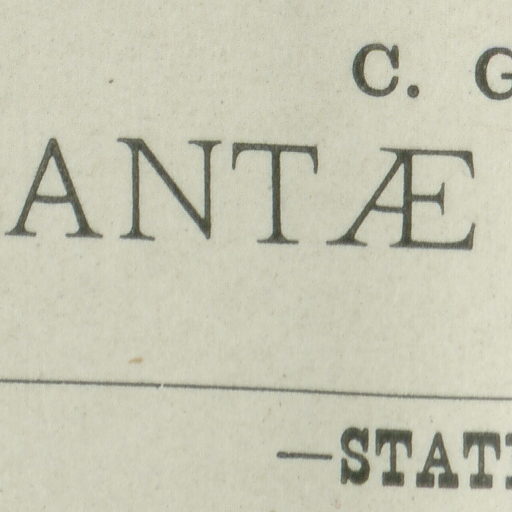 C. G
ANTÆ
—STAT